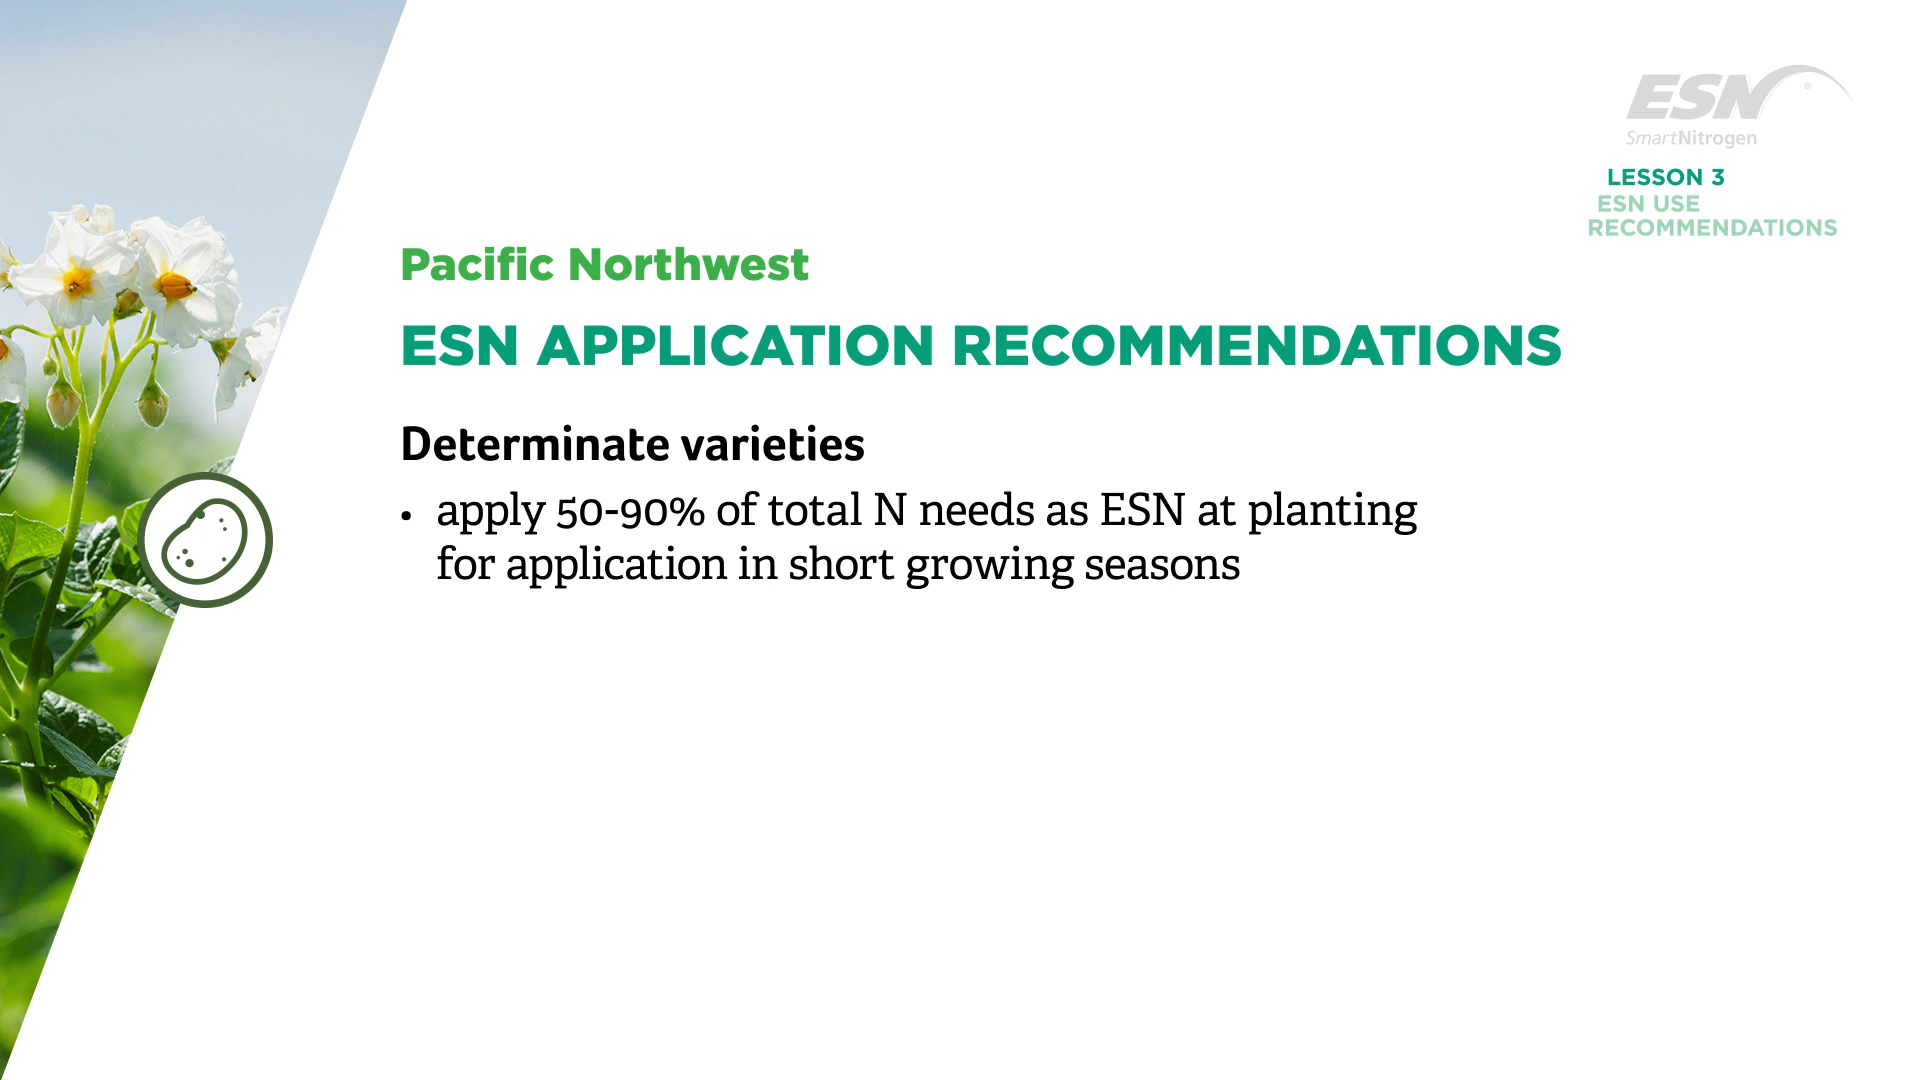 ESN®
SmartNitrogen
LESSON 3
ESN USE
RECOMMENDATIONS
Pacific Northwest
ESN APPLICATION RECOMMENDATIONS
Determinate varieties
• apply 50-90% of total N needs as ESN at planting
for application in short growing seasons